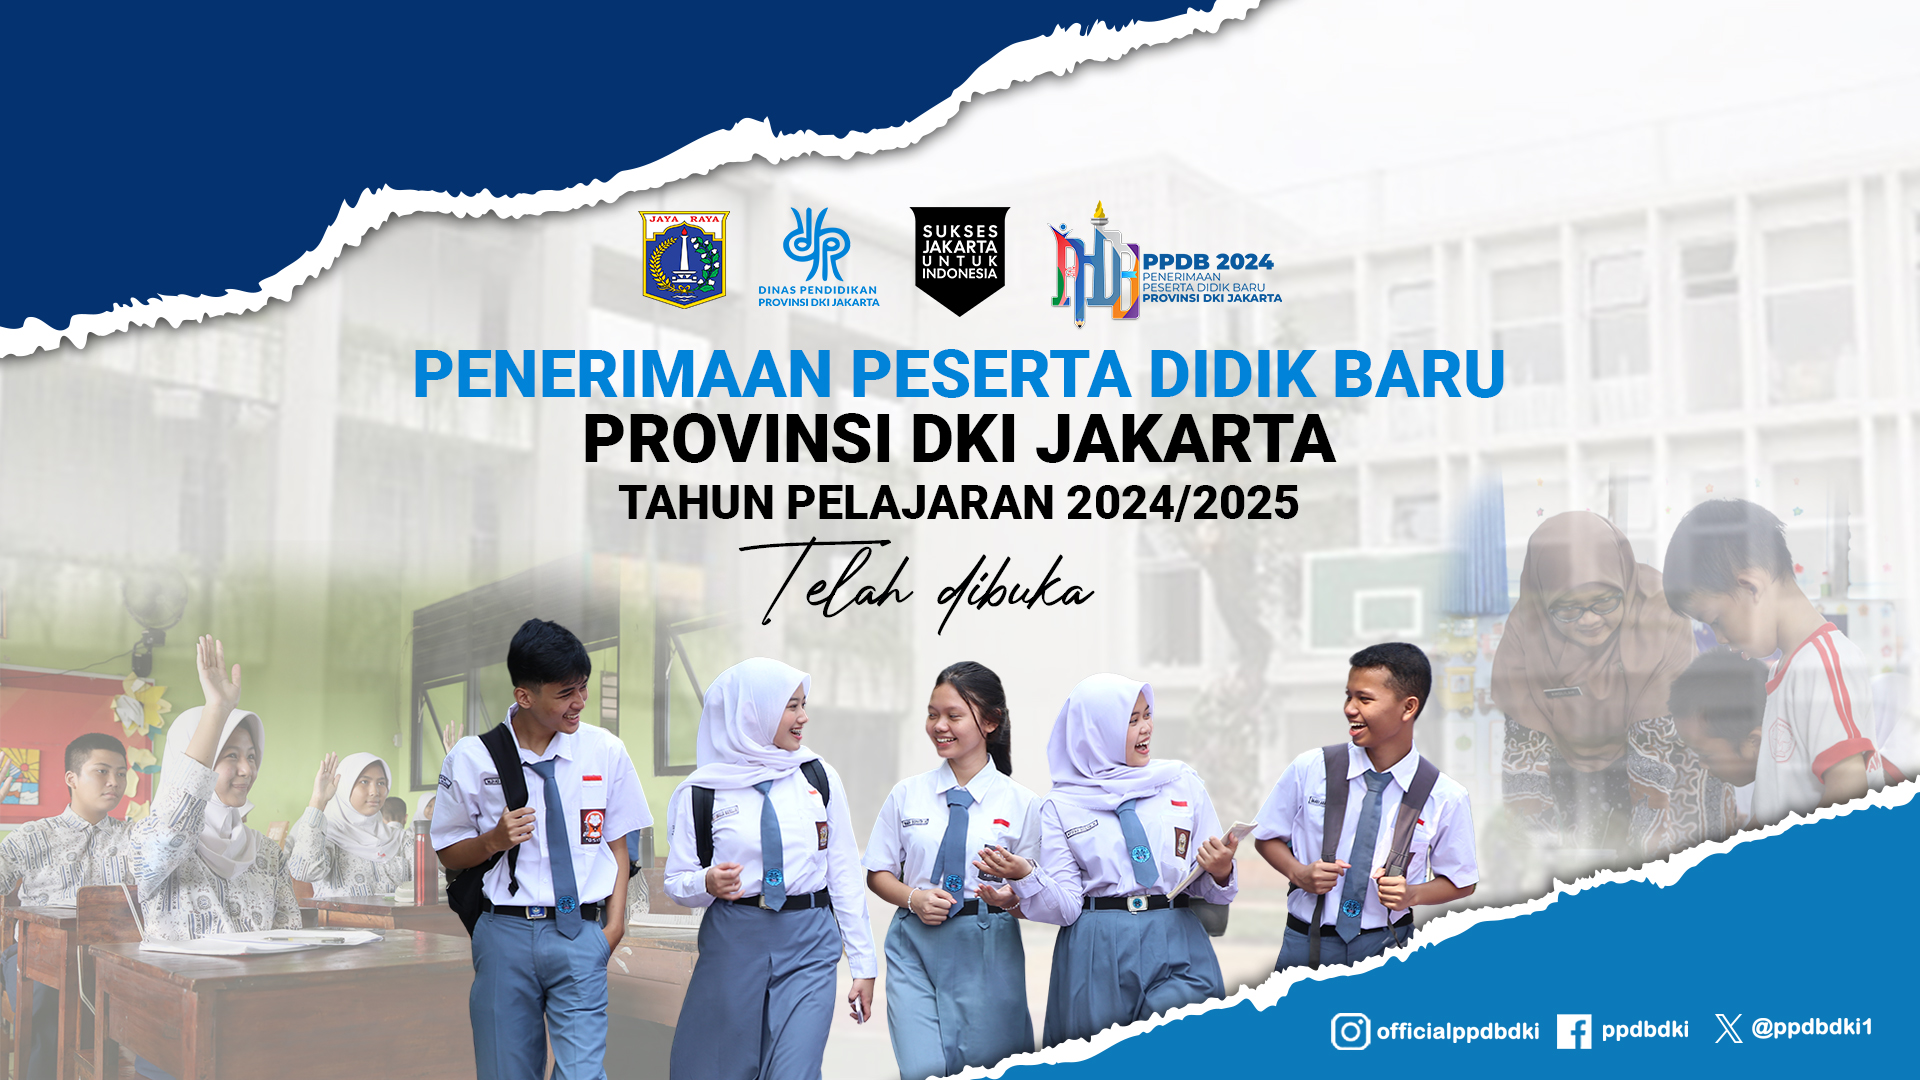 JAYA RAYA
DINAS PENDIDIKAN
PROVINSI DKI JAKARTA
SUKSES
JAKARTA
UNTUK
INDONESIA
PPDB 2024
PENERIMAAN
PESERTA DIDIK BARU
PROVINSI DKI JAKARTA
PENERIMAAN PESERTA DIDIK BARU
PROVINSI DKI JAKARTA
TAHUN PELAJARAN 2024/2025
Telah dibuka
officialppdbdki
ppdbdki
@ppdbdki1